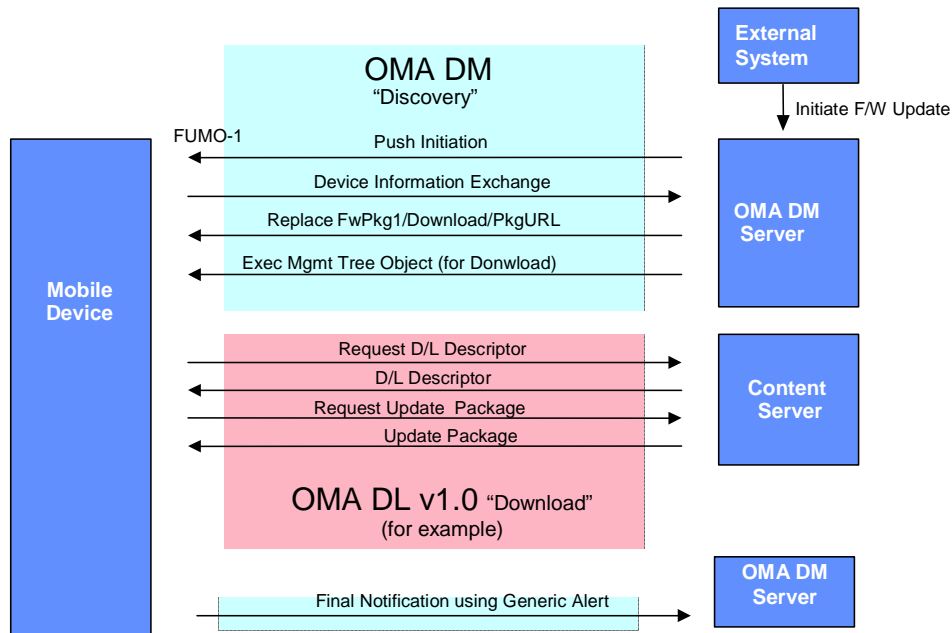 External
System
OMA DM
“Discovery”
Initiate F/W Update
FUMO-1
Push Initiation
Device Information Exchange
OMA DM
Server
Replace FwPkg1/Download/PkgURL
Exec Mgmt Tree Object (for Donwload)
Mobile
Device
Request D/L Descriptor
D/L Descriptor
Content
Server
Request Update Package
Update Package
OMA DL v1.0 “Download”
(for example)
OMA DM
Server
Final Notification using Generic Alert